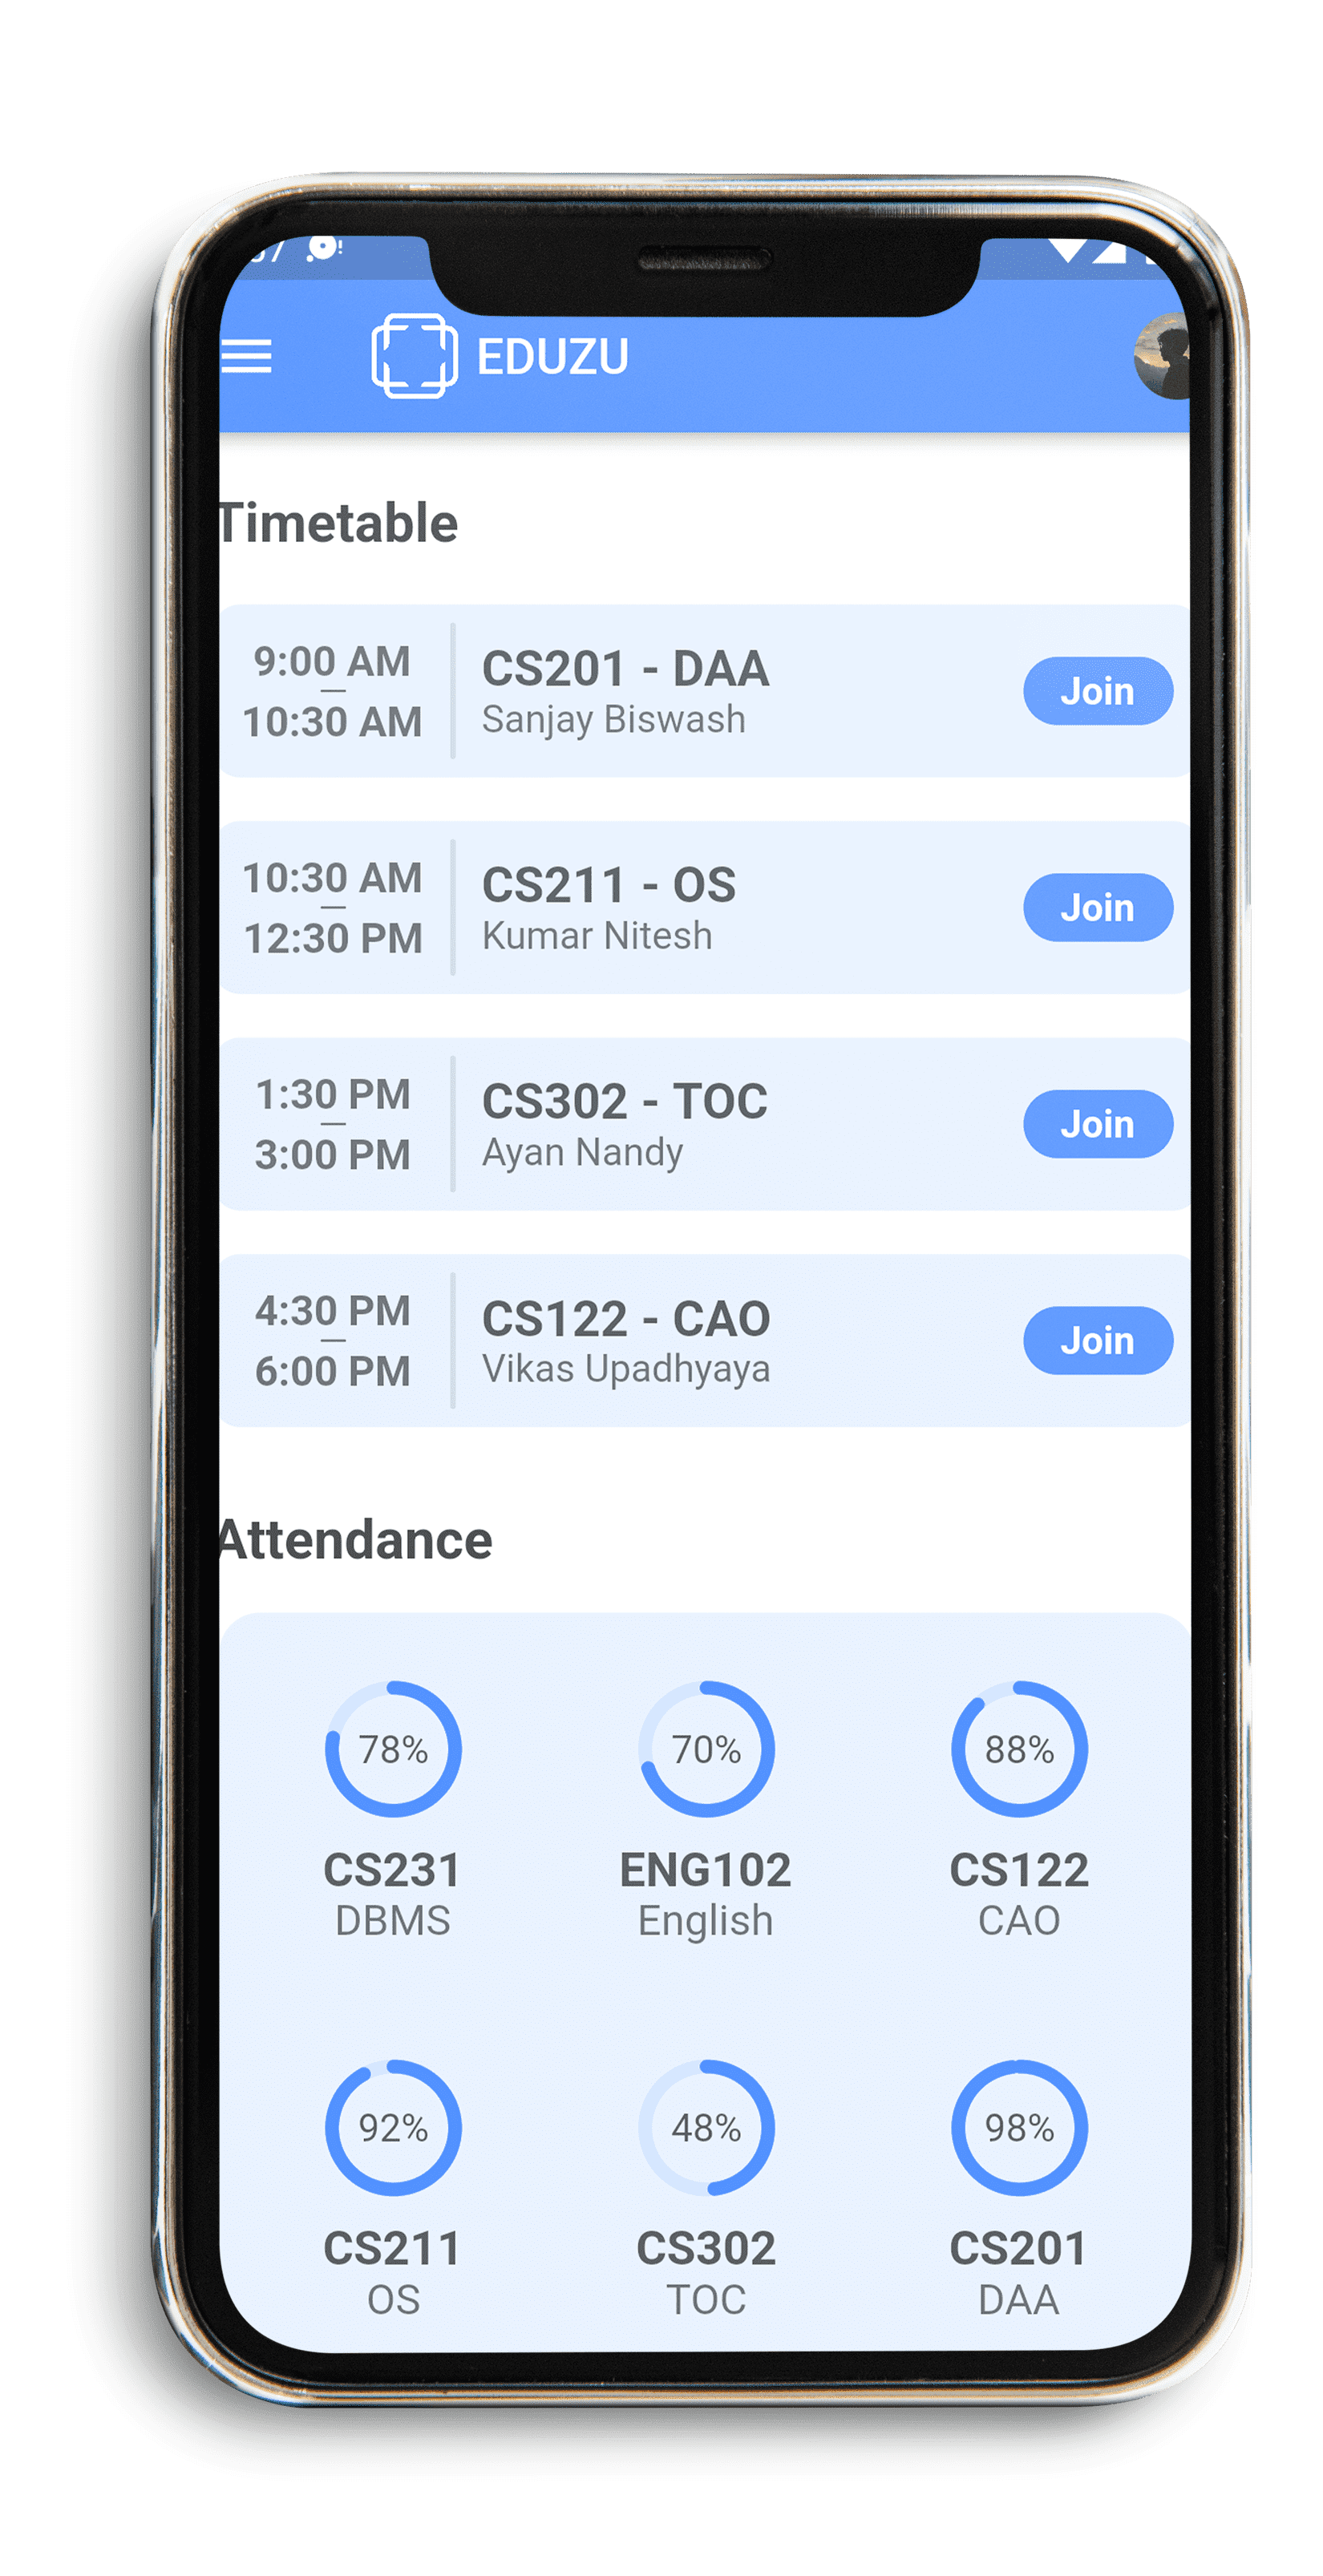 EDUZU
Timetable
9:00 AM
—
10:30 AM
CS201 - DAA
Sanjay Biswash
Join
10:30 AM
—
12:30 PM
CS211 - OS
Kumar Nitesh
Join
1:30 PM
—
3:00 PM
CS302 - TOC
Ayan Nandy
Join
4:30 PM
—
6:00 PM
CS122 - CAO
Vikas Upadhyaya
Join
Attendance
78% 70% 88%
CS231 ENG102 CS122
DBMS English CAO
92% 48% 98%
CS211 CS302 CS201
OS TOC DAA